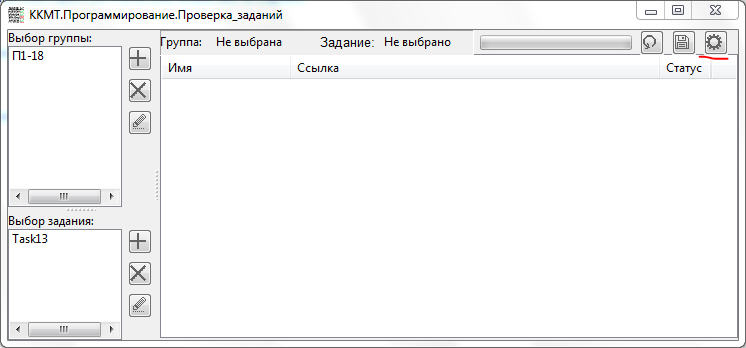 ККМТ.Программирование.Проверка_заданий
Выбор группы:
П1-18
Группа: Не выбрана Задание: Не выбрано
Имя Ссылка Статус
Выбор задания:
Task13